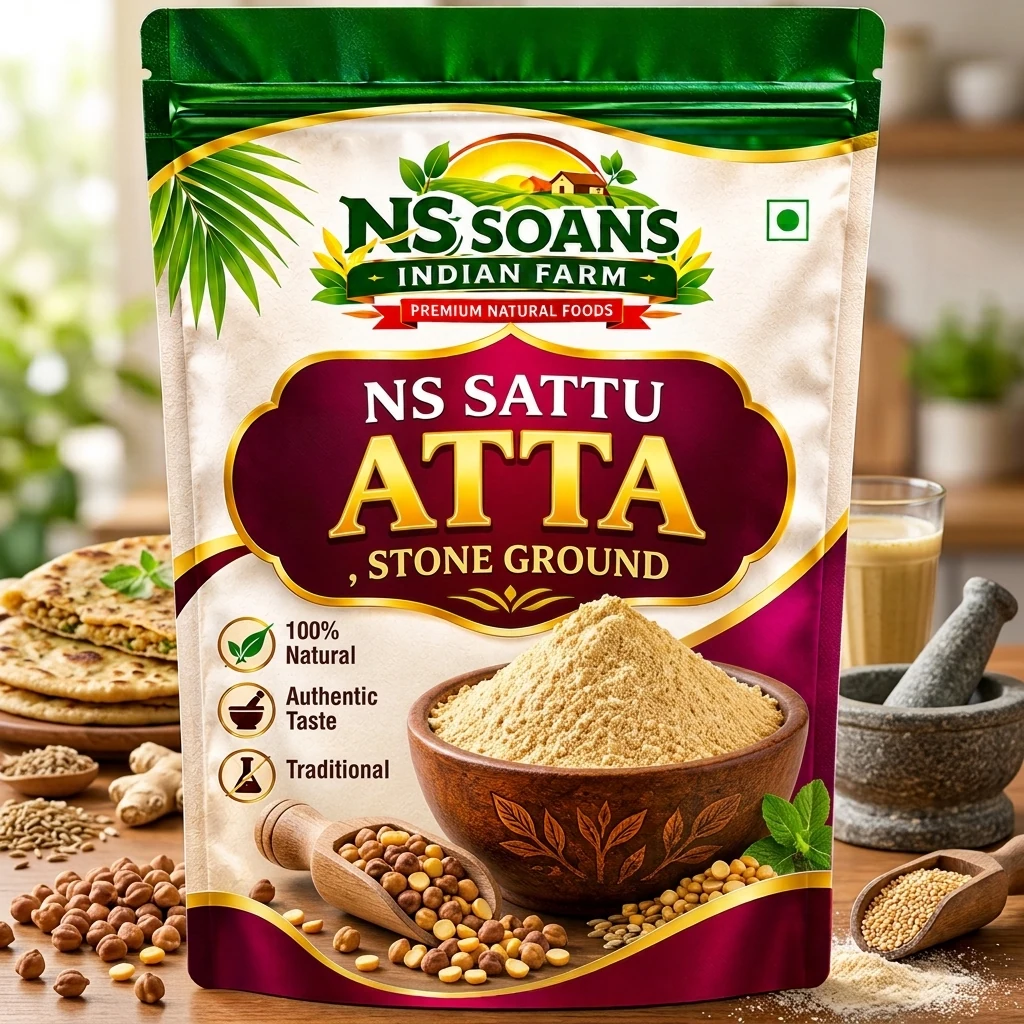 NS SOANS
INDIAN FARM
PREMIUM NATURAL FOODS
NS SATTU
ATTA
, STONE GROUND
100%
Natural
Authentic
Taste
Traditional